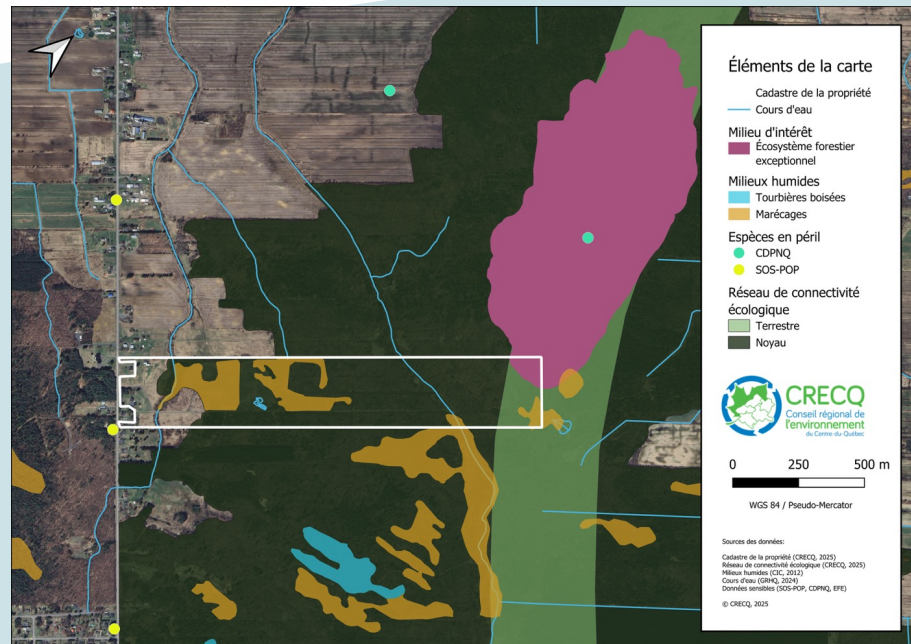 Éléments de la carte
Cadastre de la propriété
Cours d'eau
Milieu d'intérêt
Écosystème forestier
exceptionnel
Milieux humides
Tourbières boisées
Marécages
Espèces en péril
CDPNQ
SOS-POP
Réseau de connectivité
écologique
Terrestre
Noyau
CRECQ
Conseil régional de
l'environnement
du Centre-du-Québec
0 250 500 m
WGS 84 / Pseudo-Mercator
Sources des données:
Cadastre de la propriété (CRECQ, 2025)
Réseau de connectivité écologique (CRECQ, 2025)
Milieux humides (CIC, 2012)
Cours d'eau (GRHQ, 2024)
Données sensibles (SOS-POP, CDPNQ, EFE)
© CRECQ, 2025